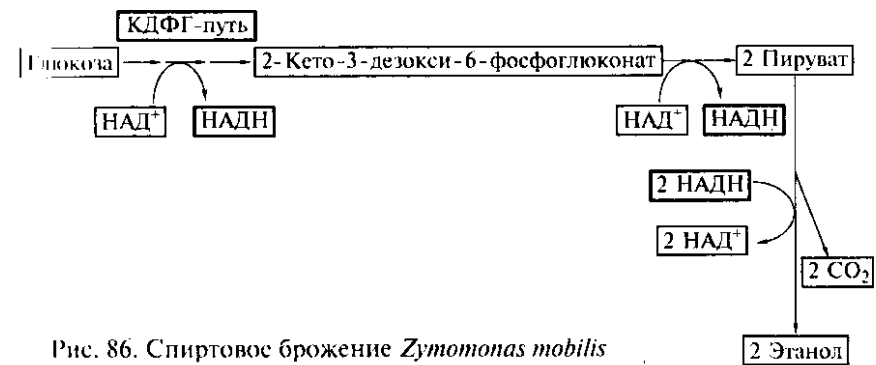 КДФГ-путь
Глюкоза 2-Кето-3-дезокси-6-фосфоглюконат 2 Пируват
НАД⁺ НАДН НАД⁺ НАДН
2 НАДН
2 НАД⁺
2 CO₂
Рис. 86. Спиртовое брожение Zymomonas mobilis
2 Этанол